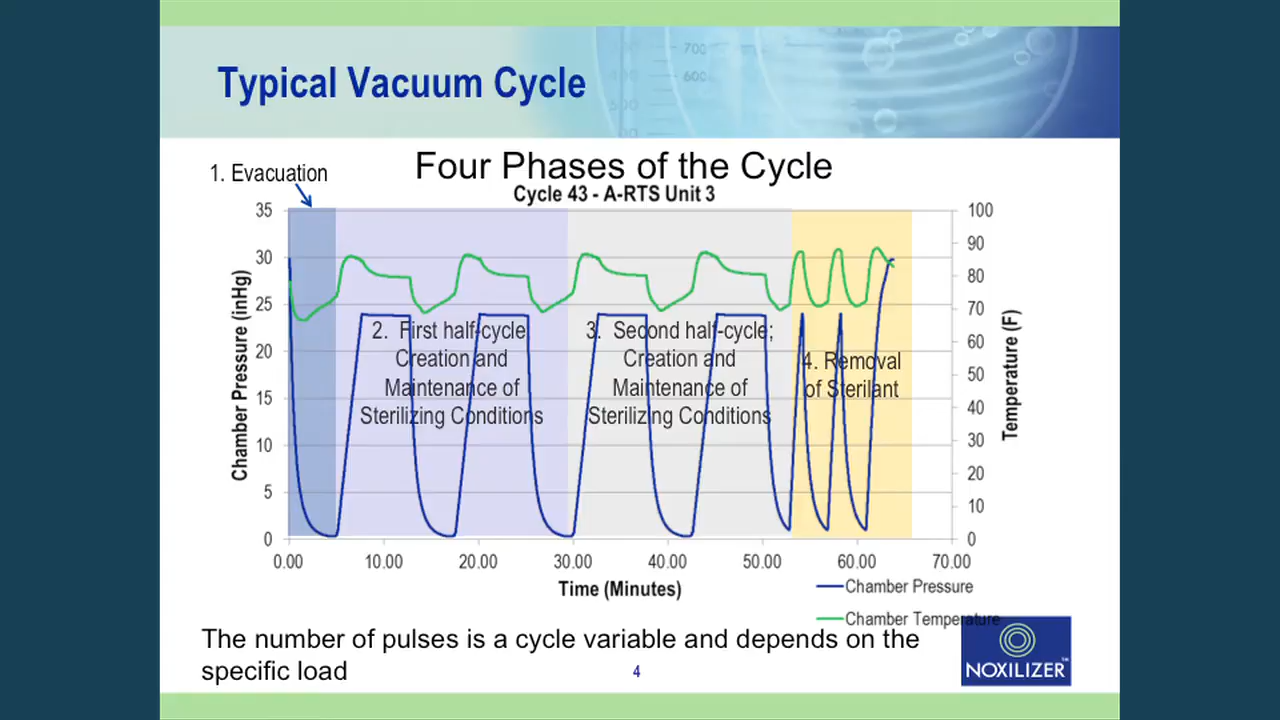 Typical Vacuum Cycle
1. Evacuation
Four Phases of the Cycle
Cycle 43 - A-RTS Unit 3
Chamber Pressure (inHg)
35
30
25
20
15
10
5
0
2. First half-cycle
Creation and
Maintenance of
Sterilizing Conditions
3. Second half-cycle;
Creation and
Maintenance of
Sterilizing Conditions
4. Removal
of Sterilant
100
90
80
70
60
50
40
30
20
10
0
Temperature (F)
0.00 10.00 20.00 30.00 40.00 50.00 60.00 70.00
Time (Minutes)
Chamber Pressure
Chamber Temperature
The number of pulses is a cycle variable and depends on the
specific load
4
NOXILIZER™
700
600